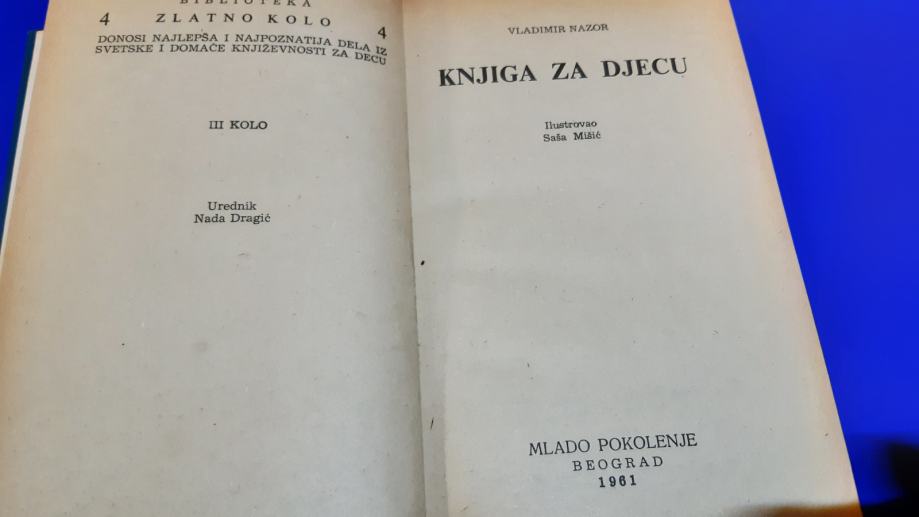 BIBLIOTEKA
ZLATNO KOLO
4 4
DONOSI NAJLEPŠA I NAJPOZNATIJA DELA IZ
SVETSKE I DOMAĆE KNJIŽEVNOSTI ZA DECU
III KOLO
Urednik
Nada Dragić
VLADIMIR NAZOR
KNJIGA ZA DJECU
Ilustrovao
Saša Mišić
MLADO POKOLENJE
BEOGRAD
1961